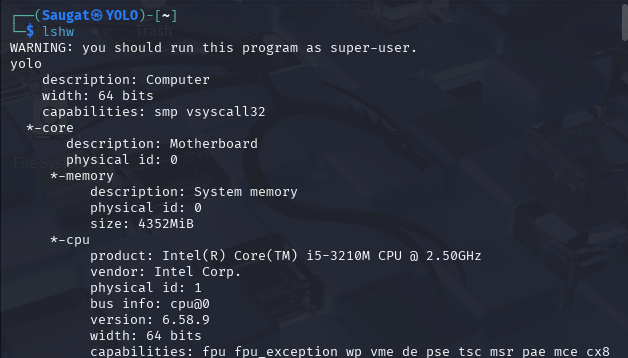 ┌──(Saugat㉿YOLO)-[~]
└─$ lshw
Trash
WARNING: you should run this program as super-user.
yolo
    description: Computer
    width: 64 bits
    capabilities: smp vsyscall32
  *-core
       description: Motherboard
       physical id: 0
File Sys
     *-memory
          description: System memory
          physical id: 0
          size: 4352MiB
     *-cpu
          product: Intel(R) Core(TM) i5-3210M CPU @ 2.50GHz
          vendor: Intel Corp.
          physical id: 1
          bus info: cpu@0
          version: 6.58.9
          width: 64 bits
          capabilities: fpu fpu_exception wp vme de pse tsc msr pae mce cx8